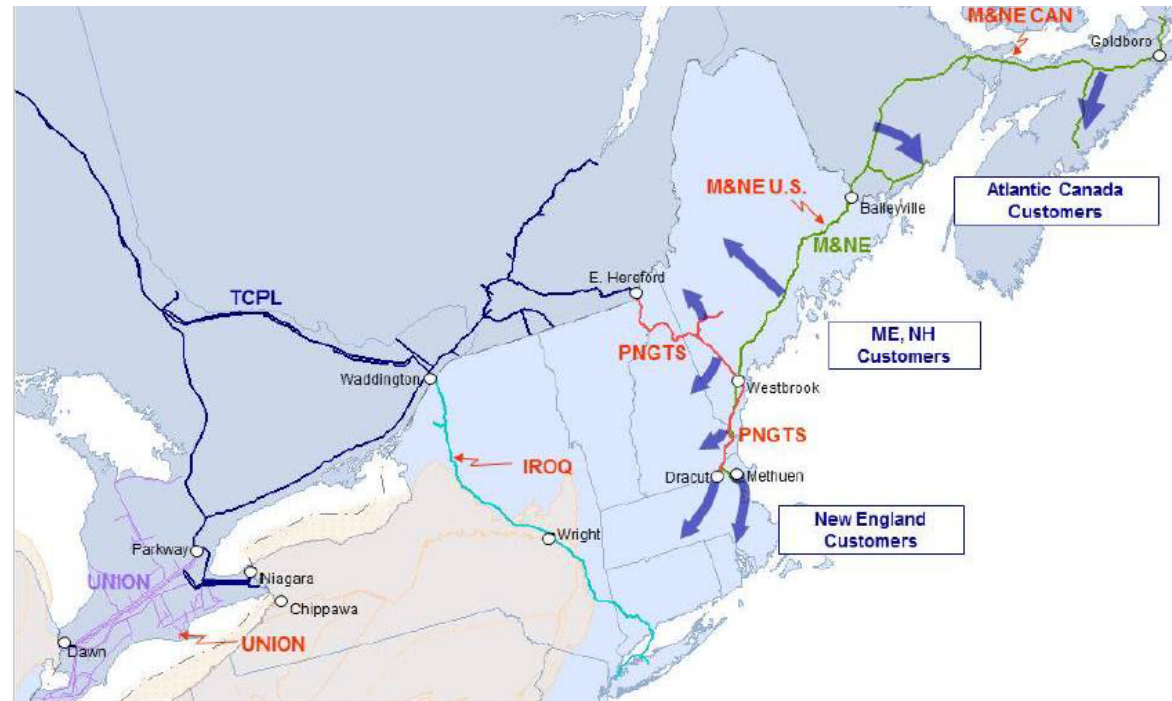 M&NE CAN
Goldboro
M&NE U.S.
Baileyville
Atlantic Canada
Customers
M&NE
E. Hereford
TCPL
ME, NH
Customers
PNGTS
Waddington
Westbrook
PNGTS
IROQ
Dracut
Methuen
New England
Customers
Wright
Parkway
UNION
Niagara
Chippawa
UNION
Dawn